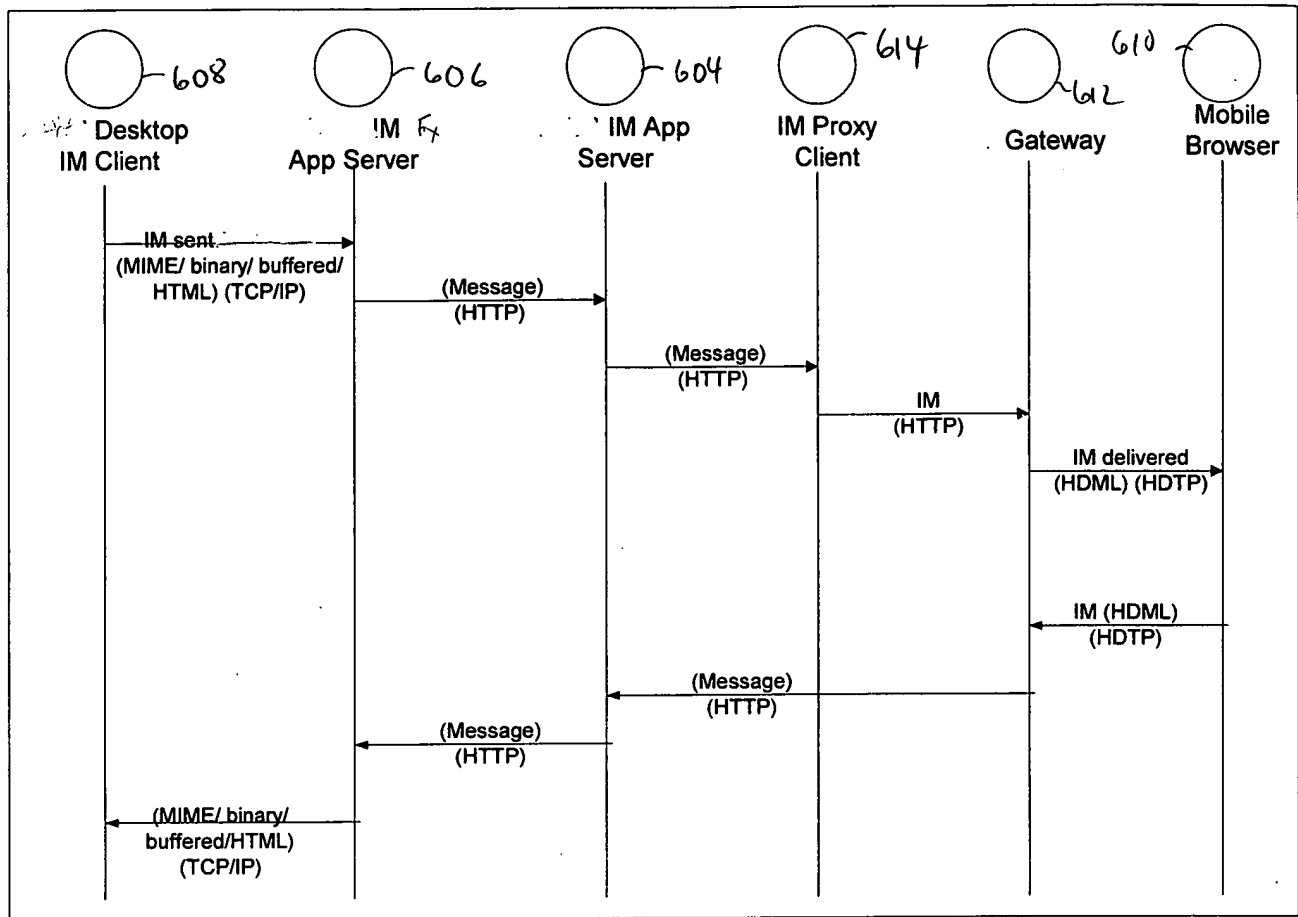 608
606
604
614
612
610
Desktop
IM Client
IM Fx
App Server
IM App
Server
IM Proxy
Client
Gateway
Mobile
Browser
IM sent
(MIME/ binary/ buffered/
HTML) (TCP/IP)
(Message)
(HTTP)
(Message)
(HTTP)
IM
(HTTP)
IM delivered
(HDML) (HDTP)
IM (HDML)
(HDTP)
(Message)
(HTTP)
(Message)
(HTTP)
(MIME/ binary/
buffered/HTML)
(TCP/IP)